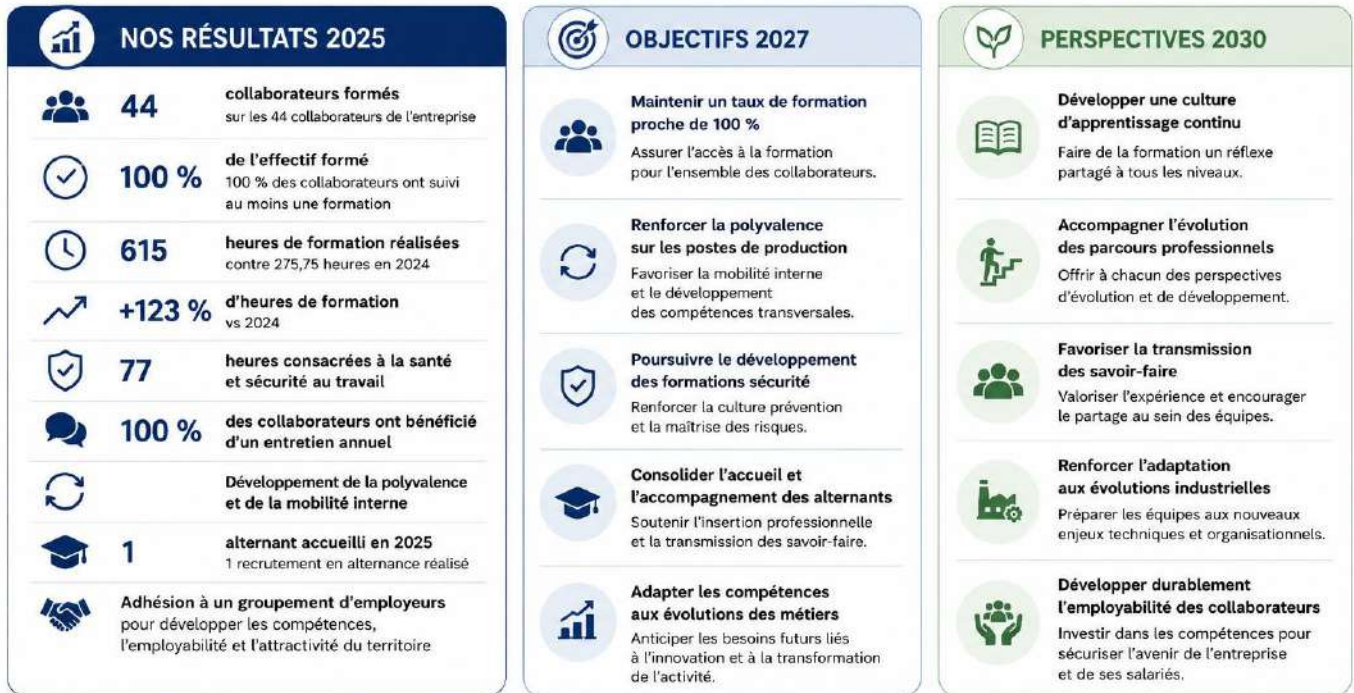 NOS RÉSULTATS 2025
44
collaborateurs formés
sur les 44 collaborateurs de l'entreprise
100 %
de l'effectif formé
100 % des collaborateurs ont suivi
au moins une formation
615
heures de formation réalisées
contre 275,75 heures en 2024
+123 %
d'heures de formation
vs 2024
77
heures consacrées à la santé
et sécurité au travail
100 %
des collaborateurs ont bénéficié
d'un entretien annuel
Développement de la polyvalence
et de la mobilité interne
1
alternant accueilli en 2025
1 recrutement en alternance réalisé
Adhésion à un groupement d'employeurs
pour développer les compétences,
l'employabilité et l'attractivité du territoire
OBJECTIFS 2027
Maintenir un taux de formation
proche de 100 %
Assurer l'accès à la formation
pour l'ensemble des collaborateurs.
Renforcer la polyvalence
sur les postes de production
Favoriser la mobilité interne
et le développement
des compétences transversales.
Poursuivre le développement
des formations sécurité
Renforcer la culture prévention
et la maîtrise des risques.
Consolider l'accueil et
l'accompagnement des alternants
Soutenir l'insertion professionnelle
et la transmission des savoir-faire.
Adapter les compétences
aux évolutions des métiers
Anticiper les besoins futurs liés
à l'innovation et à la transformation
de l'activité.
PERSPECTIVES 2030
Développer une culture
d'apprentissage continu
Faire de la formation un réflexe
partagé à tous les niveaux.
Accompagner l'évolution
des parcours professionnels
Offrir à chacun des perspectives
d'évolution et de développement.
Favoriser la transmission
des savoir-faire
Valoriser l'expérience et encourager
le partage au sein des équipes.
Renforcer l'adaptation
aux évolutions industrielles
Préparer les équipes aux nouveaux
enjeux techniques et organisationnels.
Développer durablement
l'employabilité des collaborateurs
Investir dans les compétences pour
sécuriser l'avenir de l'entreprise
et de ses salariés.